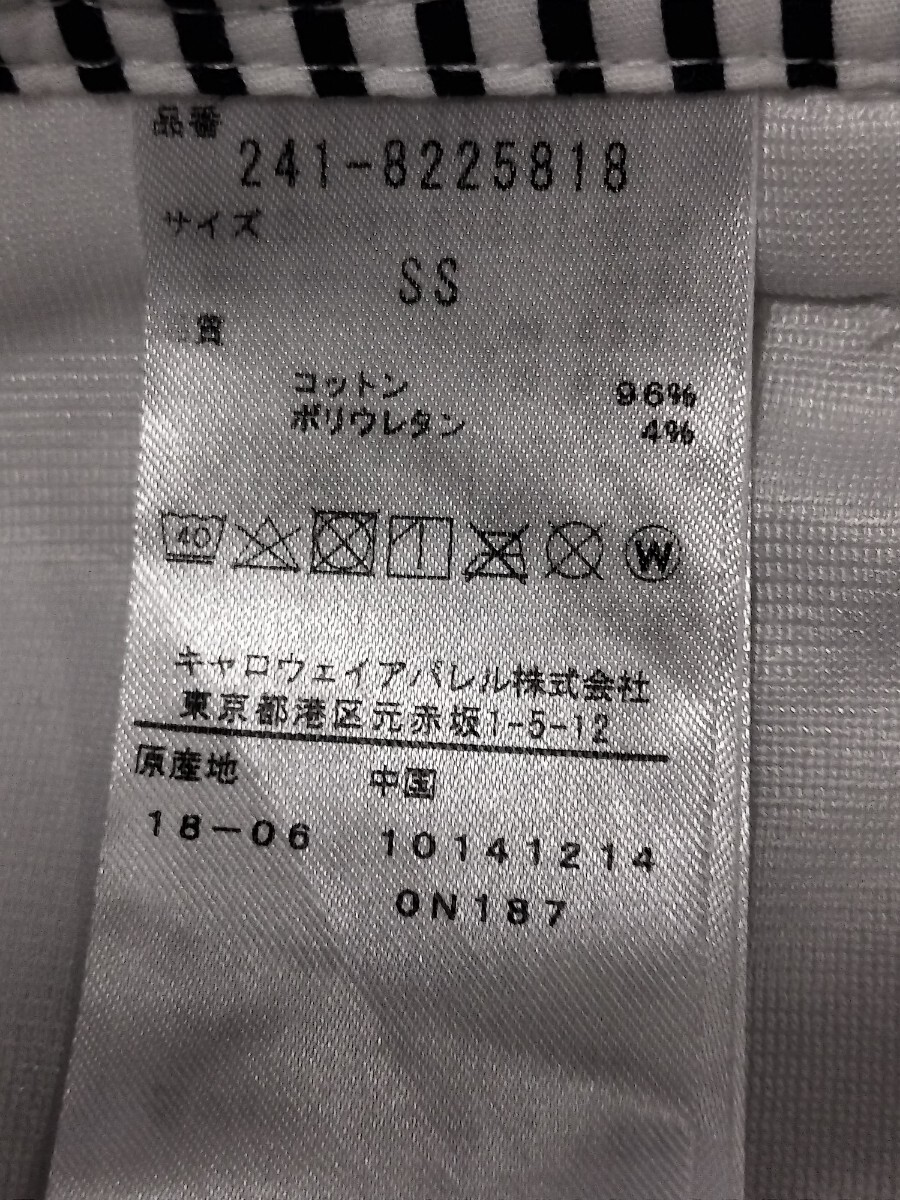 品番
241-8225818
サイズ
SS
質
コットン 96%
ポリウレタン 4%
40 W
キャロウェイアパレル株式会社
東京都港区元赤坂1-5-12
原産地 中国
18-06 10141214
0N187